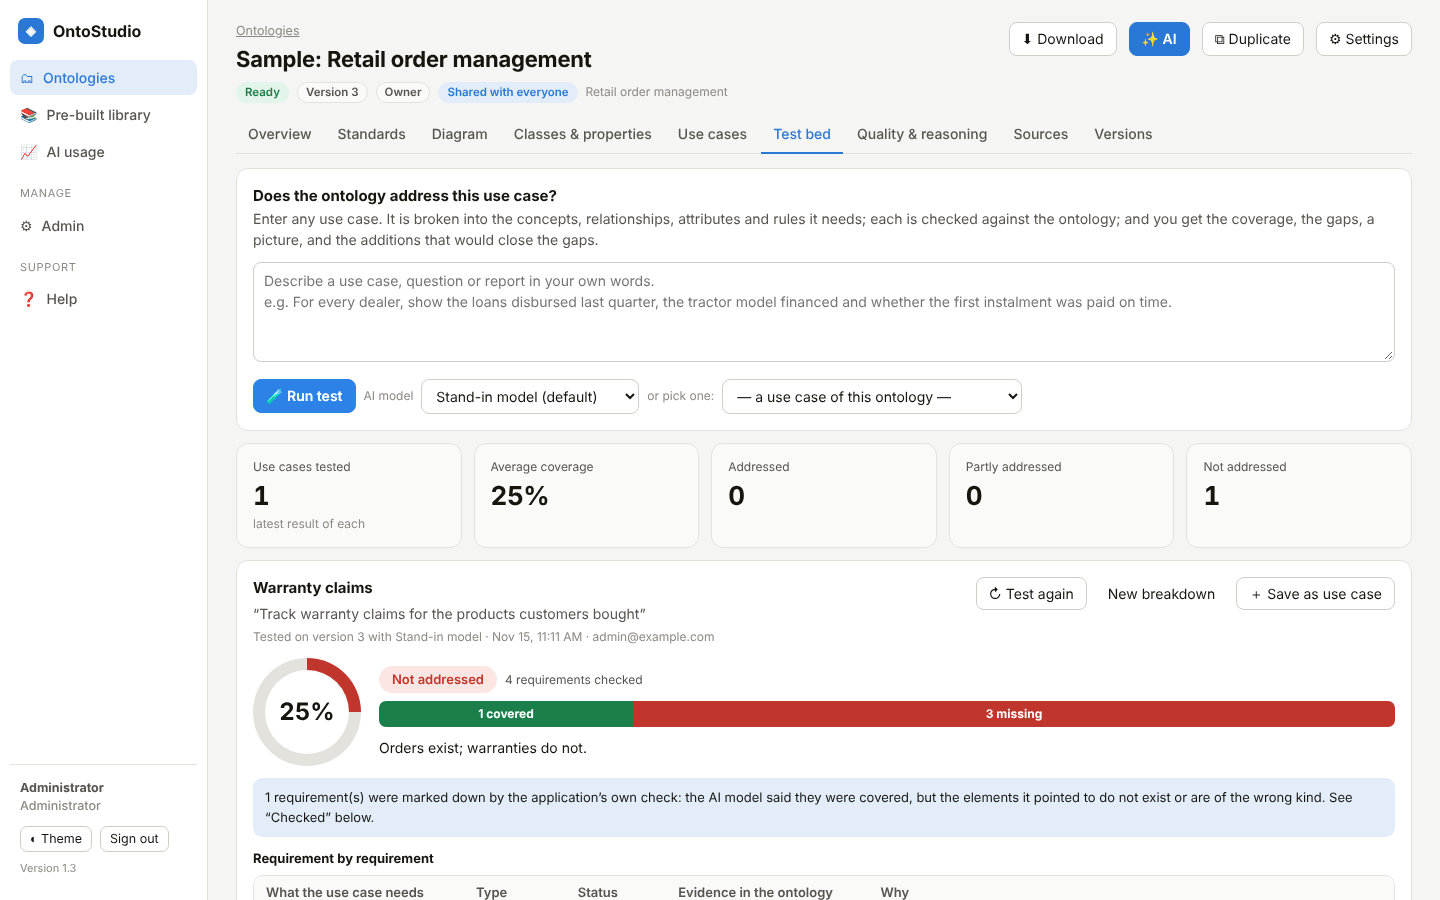 OntoStudio
Ontologies
Pre-built library
AI usage
MANAGE
Admin
SUPPORT
Help
Administrator
Administrator
Theme
Sign out
Version 1.3
Ontologies
Sample: Retail order management
Download
AI
Duplicate
Settings
Ready
Version 3
Owner
Shared with everyone
Retail order management
Overview
Standards
Diagram
Classes & properties
Use cases
Test bed
Quality & reasoning
Sources
Versions
Does the ontology address this use case?
Enter any use case. It is broken into the concepts, relationships, attributes and rules it needs; each is checked against the ontology; and you get the coverage, the gaps, a
picture, and the additions that would close the gaps.
Describe a use case, question or report in your own words.
e.g. For every dealer, show the loans disbursed last quarter, the tractor model financed and whether the first instalment was paid on time.
Run test
AI model
Stand-in model (default)
or pick one:
— a use case of this ontology —
Use cases tested
1
latest result of each
Average coverage
25%
Addressed
0
Partly addressed
0
Not addressed
1
Warranty claims
Test again
New breakdown
+ Save as use case
“Track warranty claims for the products customers bought”
Tested on version 3 with Stand-in model · Nov 15, 11:11 AM · admin@example.com
25%
Not addressed
4 requirements checked
1 covered
3 missing
Orders exist; warranties do not.
1 requirement(s) were marked down by the application’s own check: the AI model said they were covered, but the elements it pointed to do not exist or are of the wrong kind. See
“Checked” below.
Requirement by requirement
What the use case needs
Type
Status
Evidence in the ontology
Why